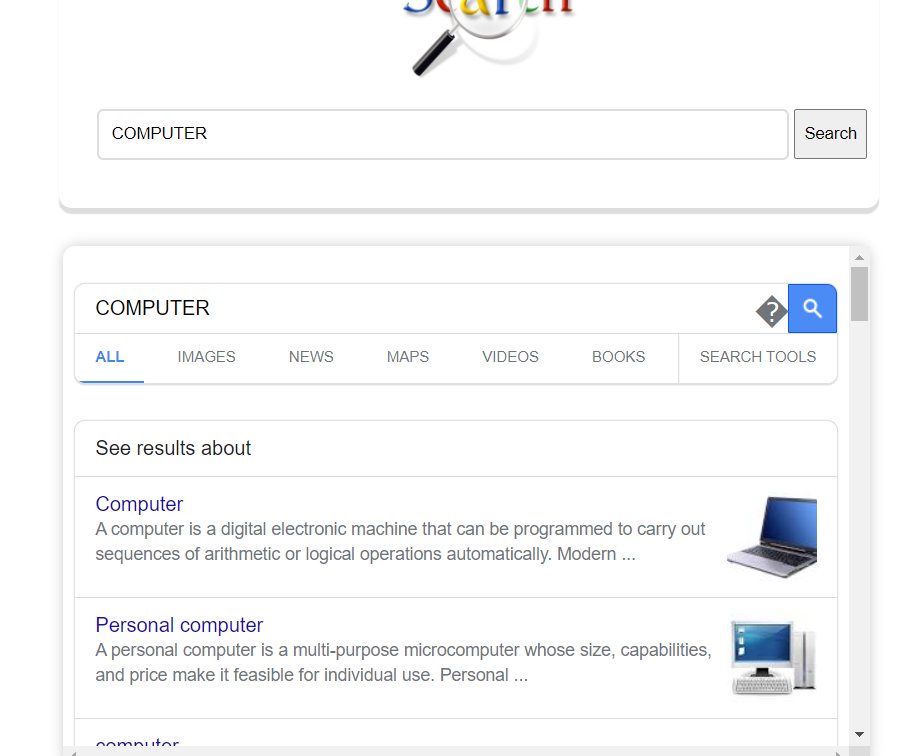 Search
COMPUTER
Search
COMPUTER
ALL IMAGES NEWS MAPS VIDEOS BOOKS SEARCH TOOLS
See results about
Computer
A computer is a digital electronic machine that can be programmed to carry out
sequences of arithmetic or logical operations automatically. Modern ...
Personal computer
A personal computer is a multi-purpose microcomputer whose size, capabilities,
and price make it feasible for individual use. Personal ...
computer